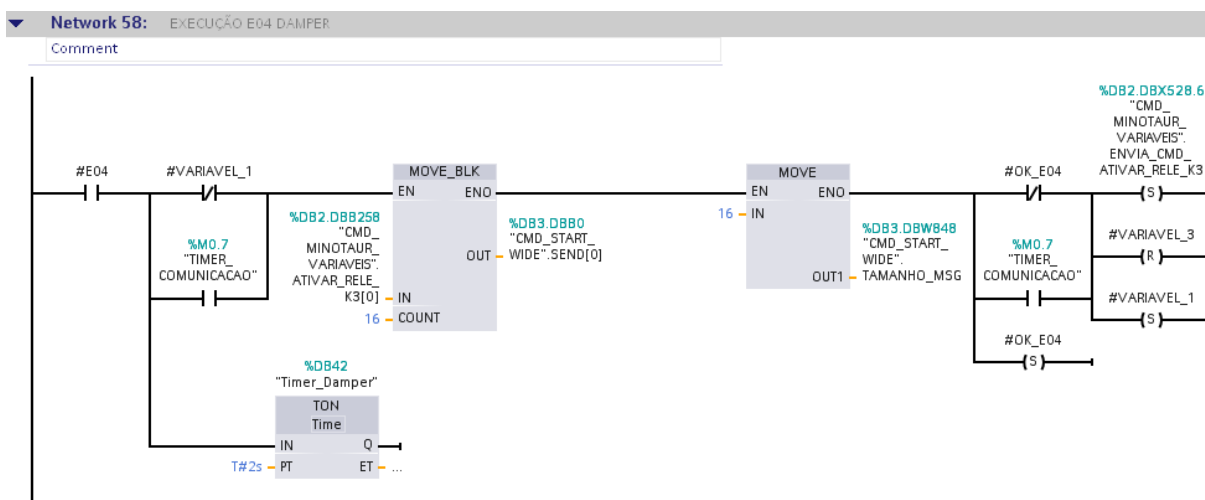 Network 58: EXECUÇÃO E04 DAMPER
Comment
%DB2.DBX528.6
"CMD_
MINOTAUR_
VARIAVEIS".
ENVIA_CMD_
ATIVAR_RELE_K3
#E04
#VARIAVEL_1
MOVE_BLK
MOVE
#OK_E04
EN ENO
EN ENO
S
%DB2.DBB258
"CMD_
MINOTAUR_
VARIAVEIS".
ATIVAR_RELE_
K3[0]
IN
16
COUNT
%DB3.DBB0
"CMD_START_
WIDE".SEND[0]
OUT
16
IN
%DB3.DBW848
"CMD_START_
WIDE".
TAMANHO_MSG
OUT1
%M0.7
"TIMER_
COMUNICACAO"
%M0.7
"TIMER_
COMUNICACAO"
#VARIAVEL_3
R
#VARIAVEL_1
S
#OK_E04
S
%DB42
"Timer_Damper"
TON
Time
IN Q
T#2s PT ET ...